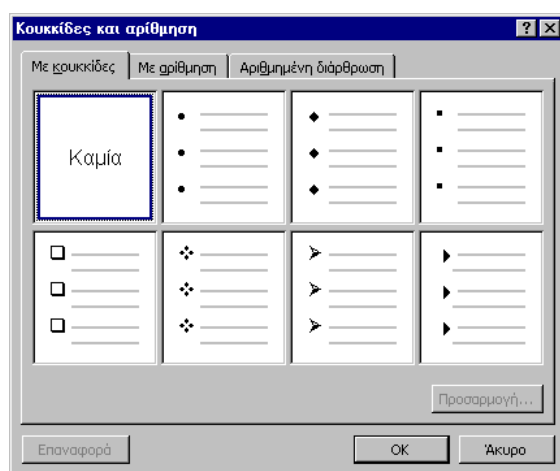 Κουκκίδες και αρίθμηση
Με κουκκίδες Με αρίθμηση Αριθμημένη διάρθρωση
Καμία
Προσαρμογή...
Επαναφορά OK Άκυρο